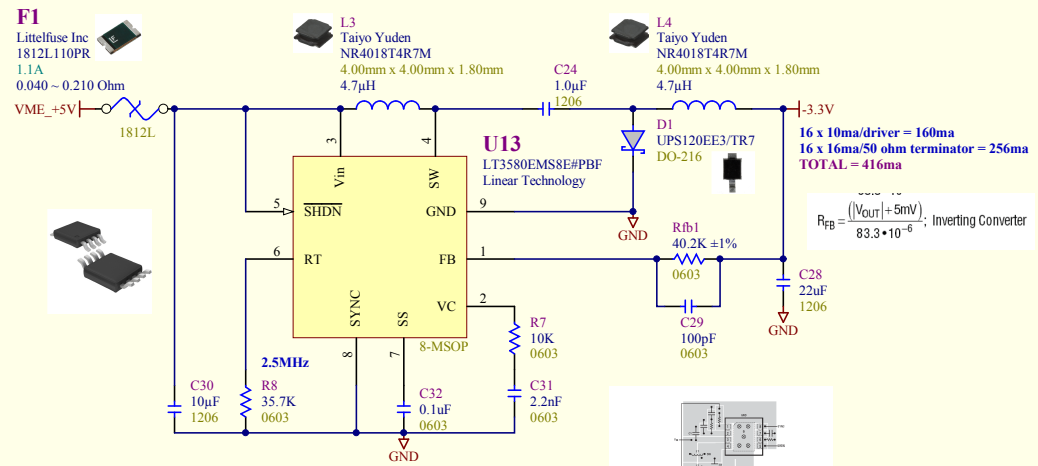 F1
Littelfuse Inc
1812L110PR
1.1A
0.040 ~ 0.210 Ohm
VME_+5V
1812L
L3
Taiyo Yuden
NR4018T4R7M
4.00mm x 4.00mm x 1.80mm
4.7µH
C24
1.0µF
1206
L4
Taiyo Yuden
NR4018T4R7M
4.00mm x 4.00mm x 1.80mm
4.7µH
-3.3V
D1
UPS120EE3/TR7
DO-216
GND
16 x 10ma/driver = 160ma
16 x 16ma/50 ohm terminator = 256ma
TOTAL = 416ma
U13
LT3580EMS8E#PBF
Linear Technology
3
Vin
4
SW
5
SHDN
GND
9
6
RT
FB
1
VC
2
SYNC
8
SS
7
8-MSOP
Rfb1
40.2K ±1%
0603
C29
100pF
0603
C28
22uF
1206
GND
R_FB = (|V_OUT|+5mV) / 83.3•10^-6 ; Inverting Converter
R7
10K
0603
2.5MHz
C30
10µF
1206
R8
35.7K
0603
C32
0.1uF
0603
C31
2.2nF
0603
GND